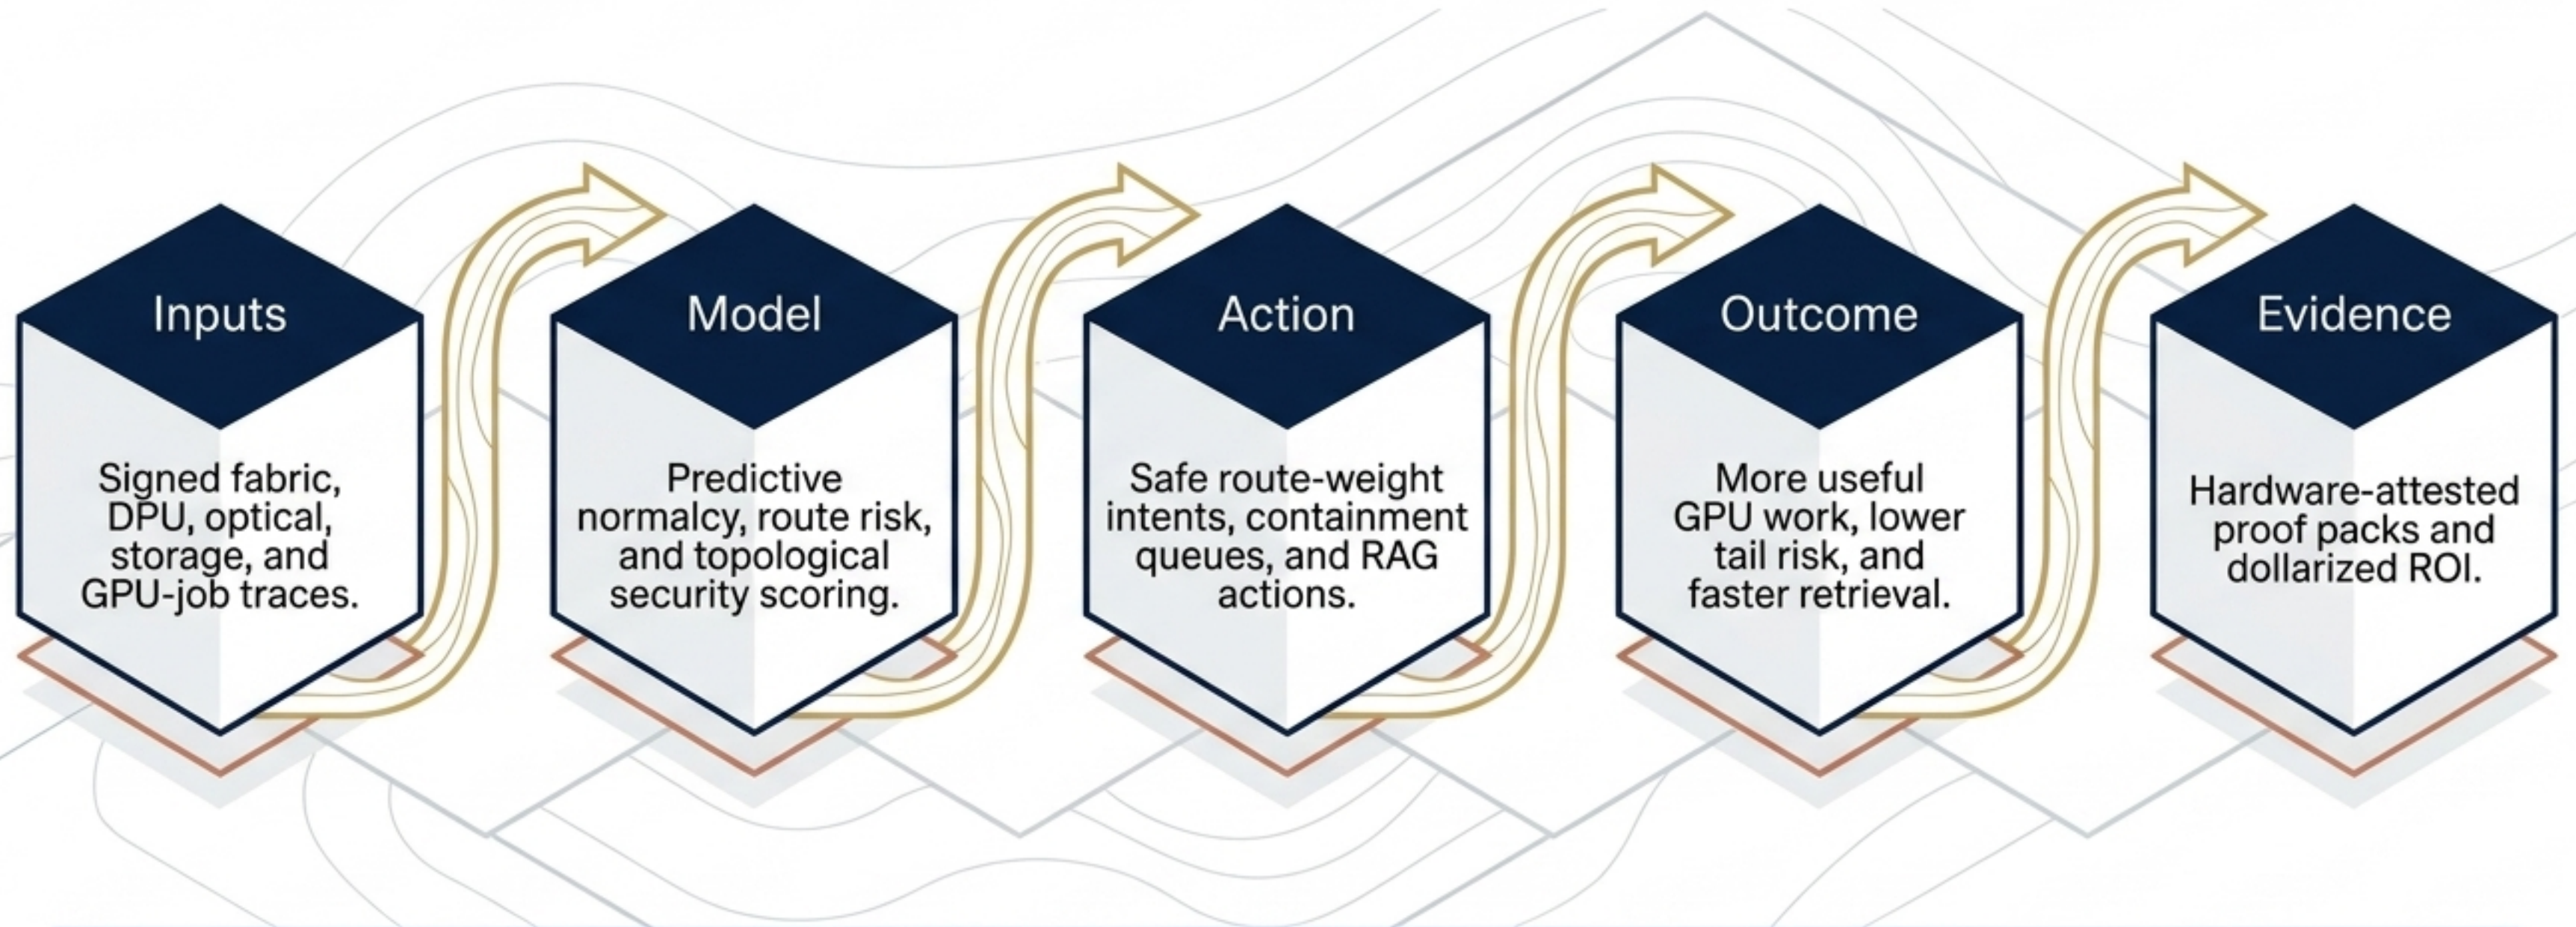 Inputs
Signed fabric,
DPU, optical,
storage, and
GPU-job traces.
Model
Predictive
normalcy, route risk,
and topological
security scoring.
Action
Safe route-weight
intents, containment
queues, and RAG
actions.
Outcome
More useful
GPU work, lower
tail risk, and
faster retrieval.
Evidence
Hardware-attested
proof packs and
dollarized ROI.